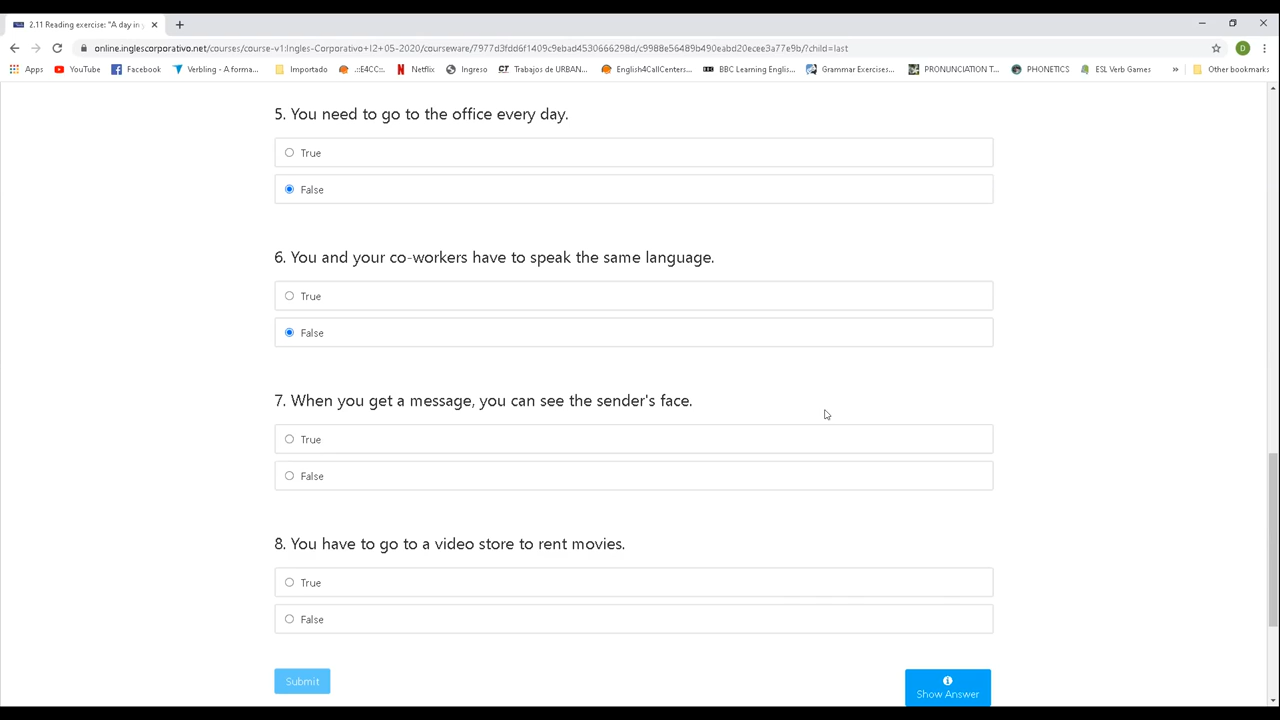 2.11 Reading exercise: "A day in y
online.inglescorporativo.net/courses/course-v1:Ingles-Corporativo+I2+05-2020/courseware/7977d3fdd6f1409c9ebad4530666298d/c9988e56489b490eabd20ecee3a77e9b/?child=last
D
Apps YouTube Facebook Verbling - A forma... Importado .::E4CC::. Netflix Ingreso Trabajos de URBAN... English4CallCenters... BBC Learning Englis... Grammar Exercises... PRONUNCIATION T... PHONETICS ESL Verb Games » Other bookmarks
5. You need to go to the office every day.
True
False
6. You and your co-workers have to speak the same language.
True
False
7. When you get a message, you can see the sender's face.
True
False
8. You have to go to a video store to rent movies.
True
False
Submit
Show Answer